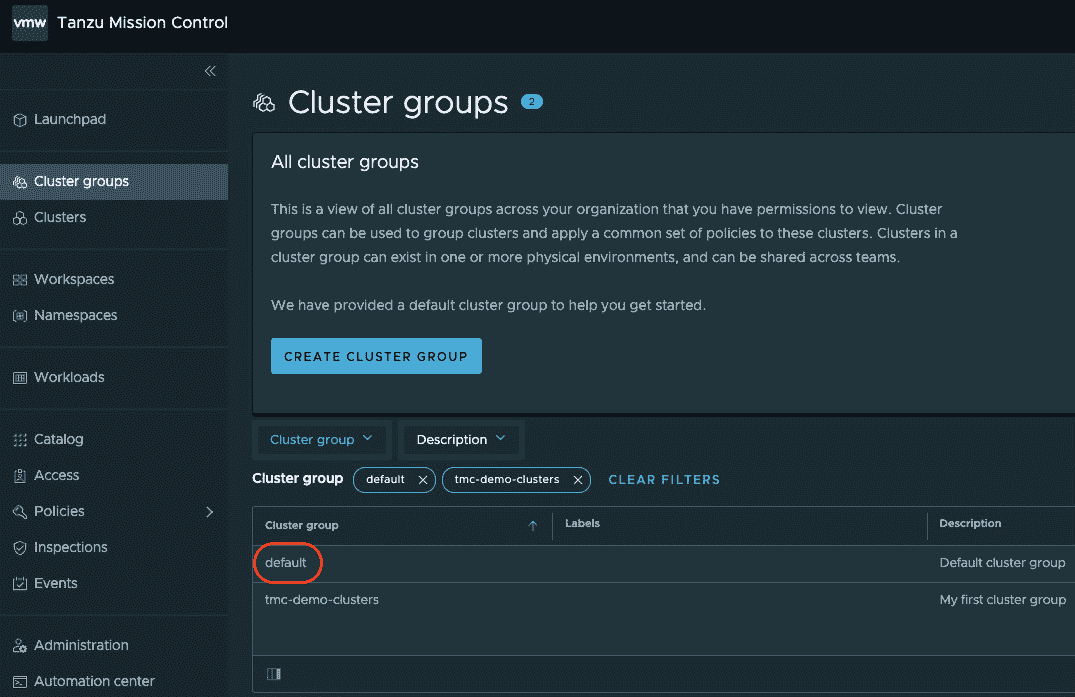 vmw Tanzu Mission Control
Launchpad
Cluster groups
Clusters
Workspaces
Namespaces
Workloads
Catalog
Access
Policies
Inspections
Events
Administration
Automation center
Cluster groups 2
All cluster groups
This is a view of all cluster groups across your organization that you have permissions to view. Cluster
groups can be used to group clusters and apply a common set of policies to these clusters. Clusters in a
cluster group can exist in one or more physical environments, and can be shared across teams.
We have provided a default cluster group to help you get started.
CREATE CLUSTER GROUP
Cluster group Description
Cluster group default tmc-demo-clusters CLEAR FILTERS
Cluster group Labels Description
default Default cluster group
tmc-demo-clusters My first cluster group